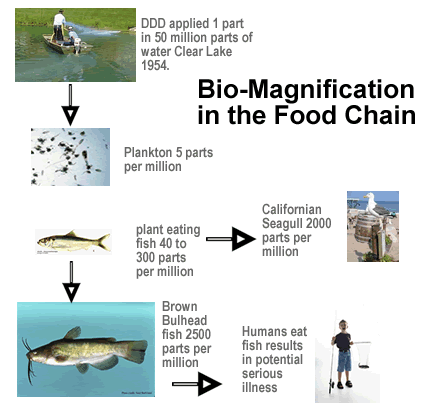 DDD applied 1 part
in 50 million parts of
water Clear Lake
1954.
Bio-Magnification
in the Food Chain
Plankton 5 parts
per million
plant eating
fish 40 to
300 parts
per million
Californian
Seagull 2000
parts per
million
Brown
Bulhead
fish 2500
parts per
million
Humans eat
fish results
in potential
serious
illness